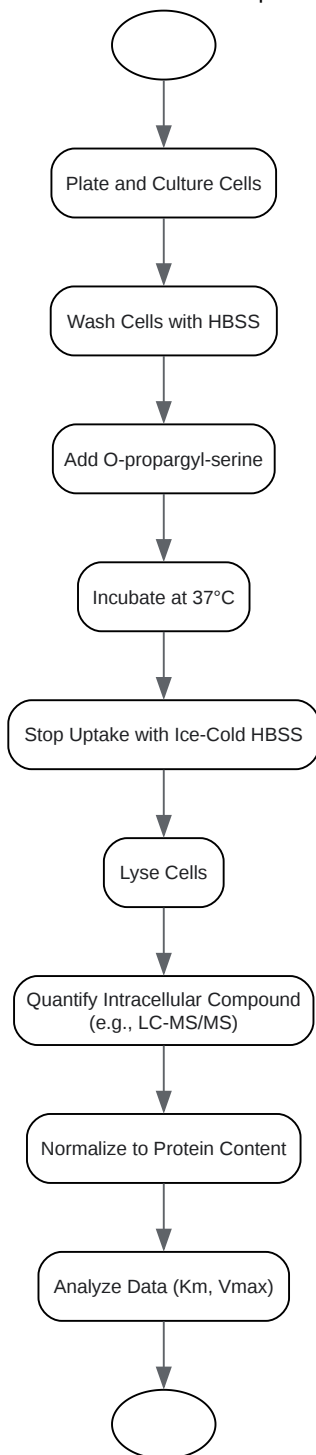 Plate and Culture Cells
Wash Cells with HBSS
Add O-propargyl-serine
Incubate at 37°C
Stop Uptake with Ice-Cold HBSS
Lyse Cells
Quantify Intracellular Compound
(e.g., LC-MS/MS)
Normalize to Protein Content
Analyze Data (Km, Vmax)